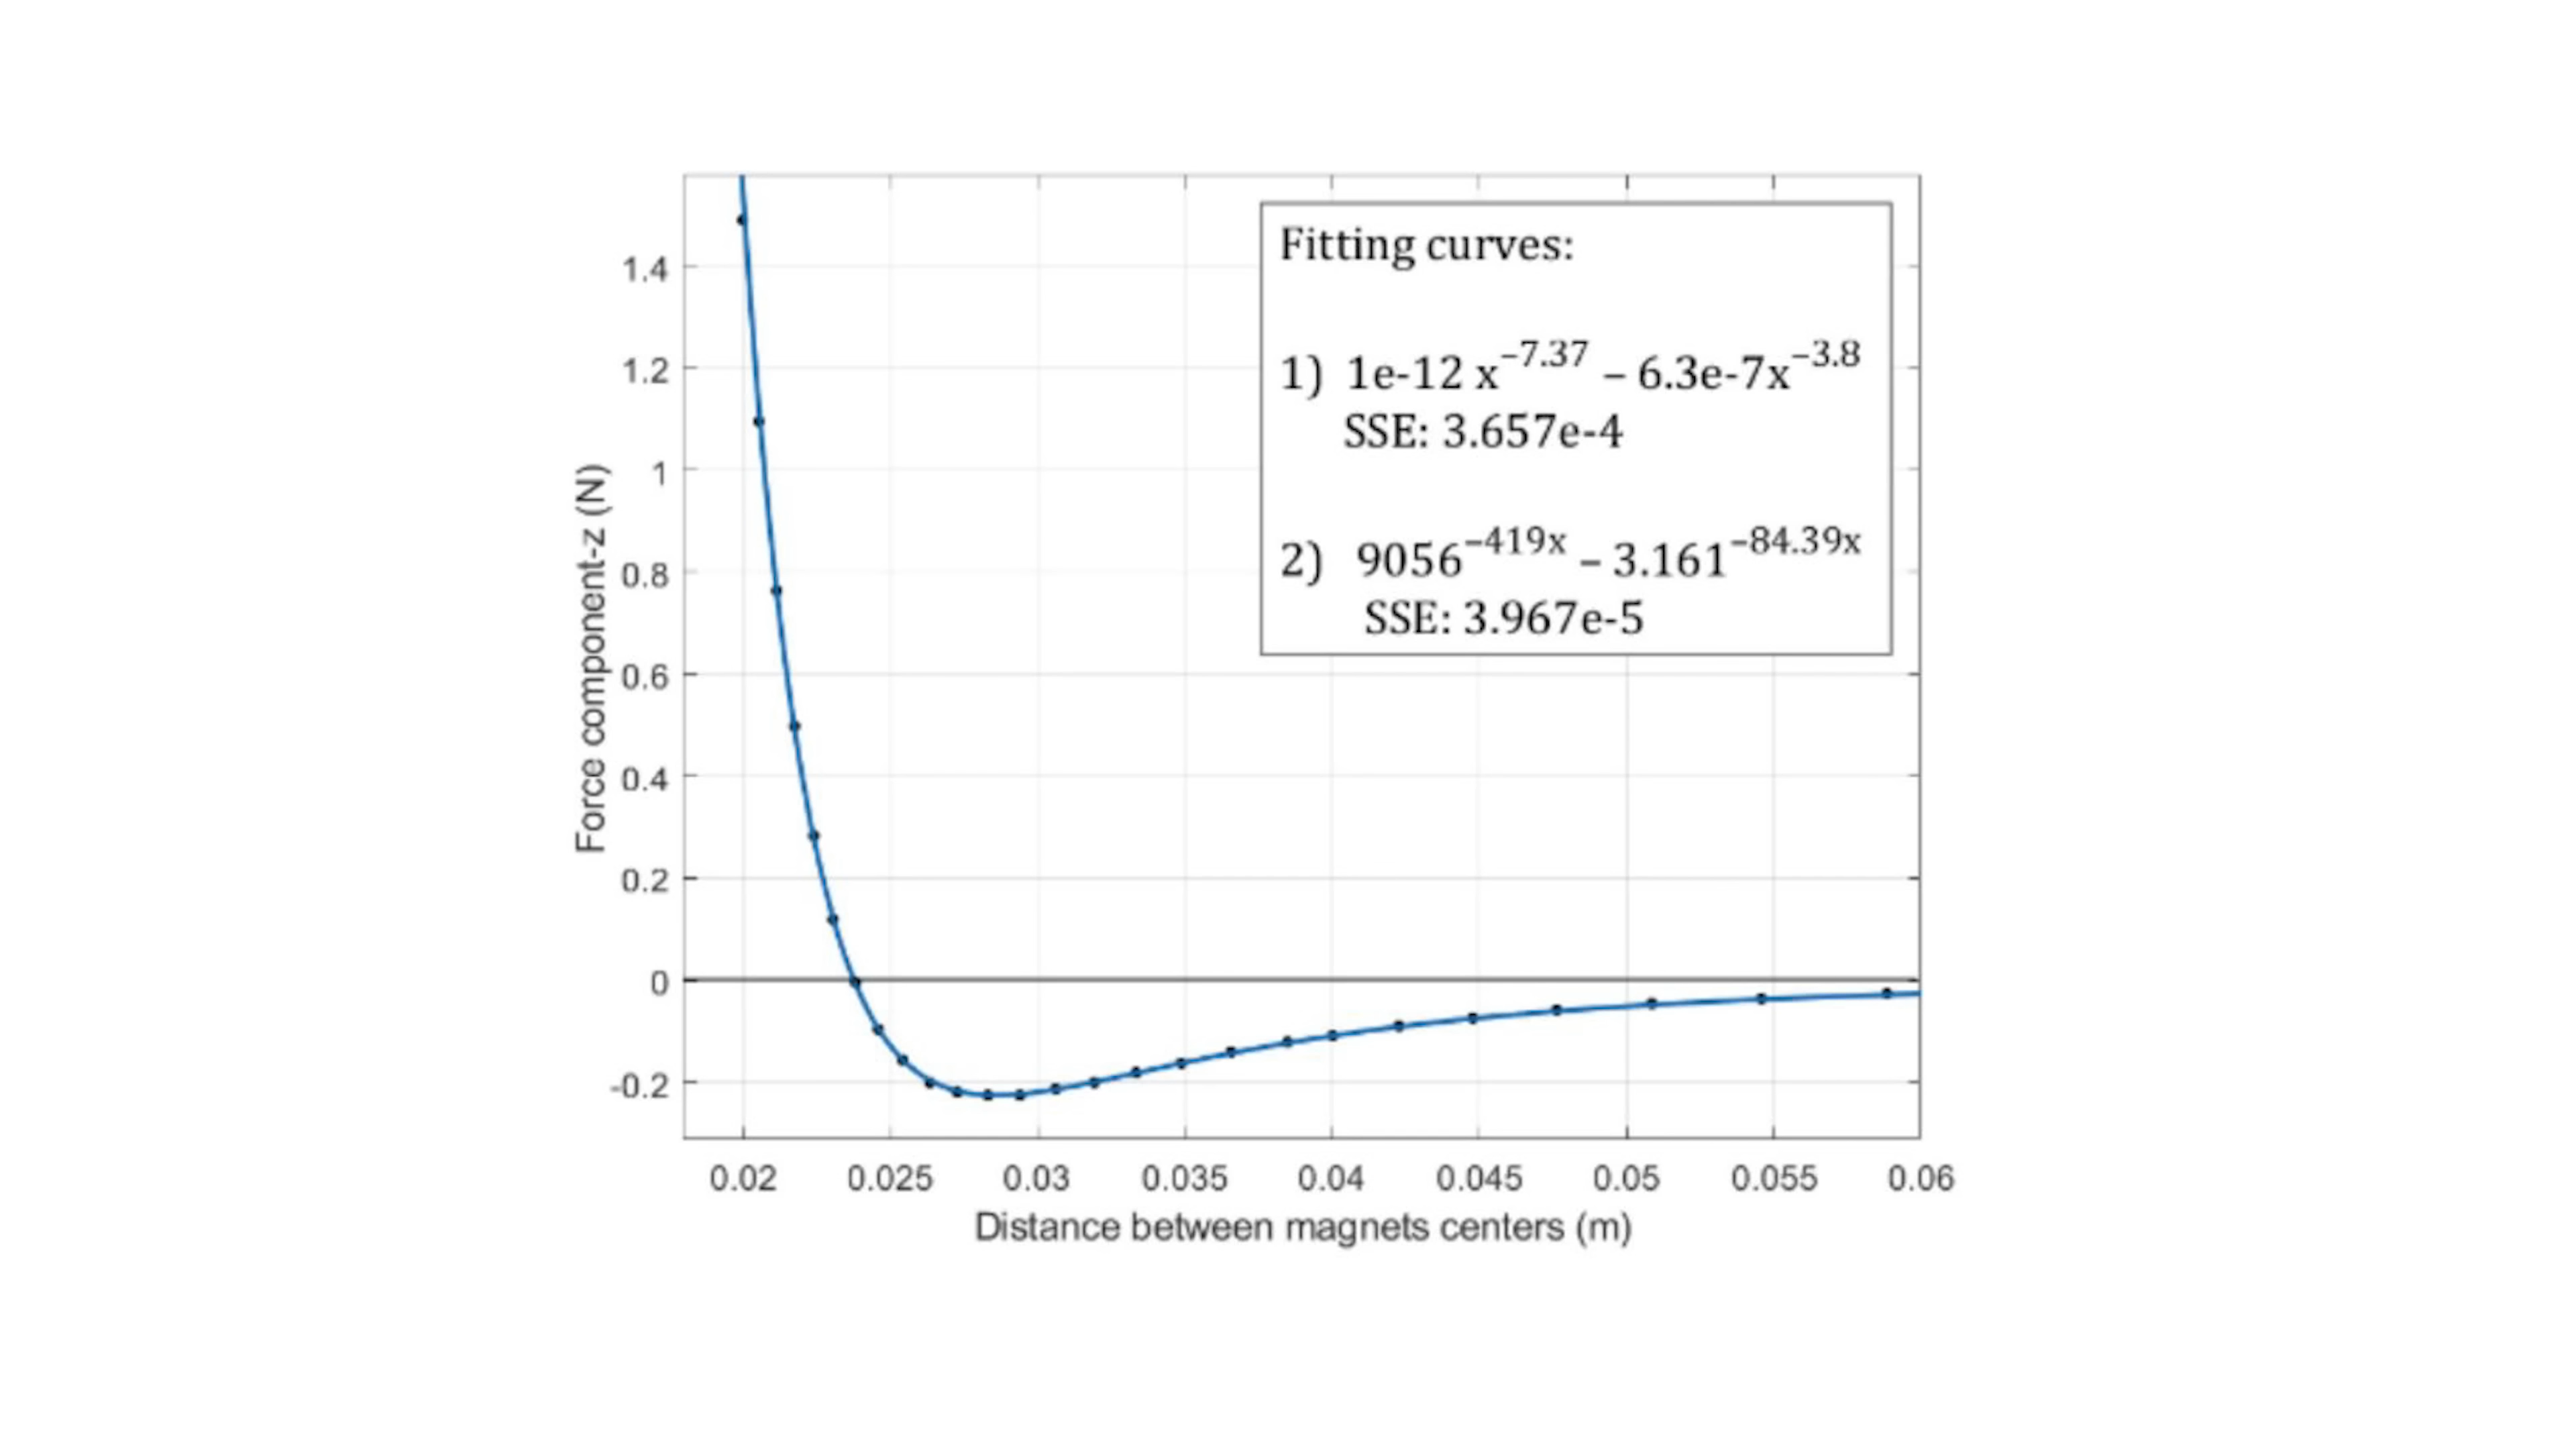 Fitting curves:
1) 1e-12 x^−7.37 – 6.3e-7x^−3.8
SSE: 3.657e-4
2) 9056^−419x – 3.161^−84.39x
SSE: 3.967e-5
Force component-z (N)
1.4
1.2
1
0.8
0.6
0.4
0.2
0
-0.2
0.02 0.025 0.03 0.035 0.04 0.045 0.05 0.055 0.06
Distance between magnets centers (m)